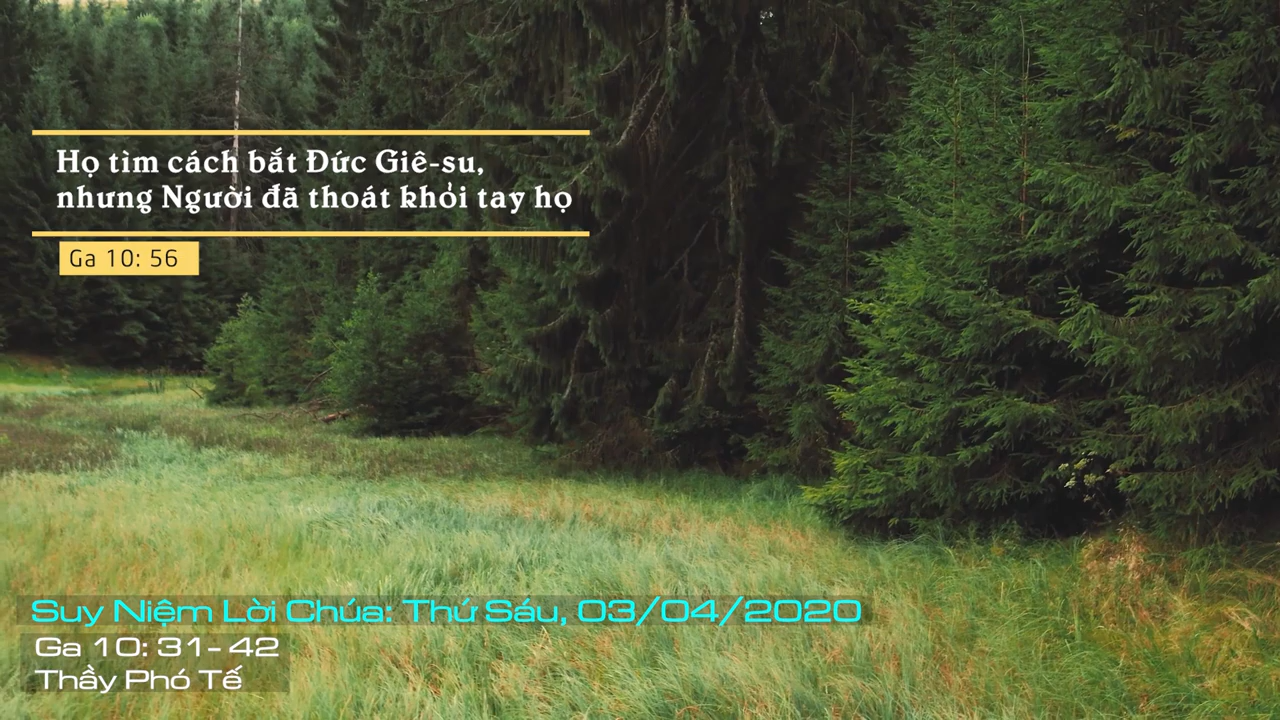 Họ tìm cách bắt Đức Giê-su,
nhưng Người đã thoát khỏi tay họ
Ga 10: 56
Suy Niệm Lời Chúa: Thứ Sáu, 03/04/2020
Ga 10: 31- 42
Thầy Phó Tế